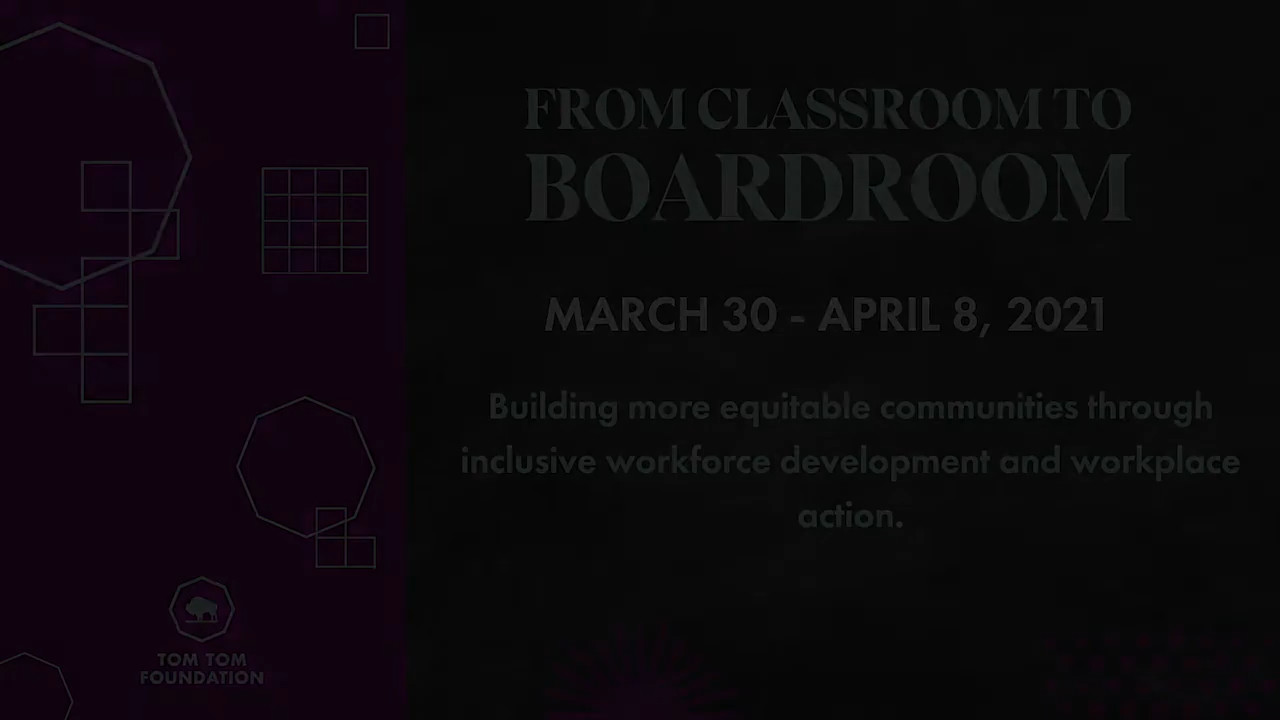 FROM CLASSROOM TO
BOARDROOM
MARCH 30 - APRIL 8, 2021
Building more equitable communities through
inclusive workforce development and workplace
action.
TOM TOM
FOUNDATION